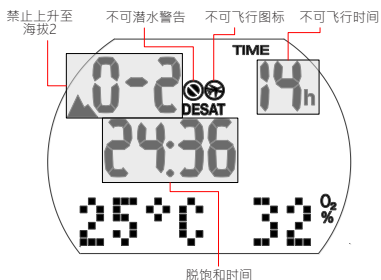 禁止上升至
海拔2
不可潜水警告
不可飞行图标
不可飞行时间
TIME
0-2
14h
DESAT
24:36
25°C
32 O2 %
脱饱和时间